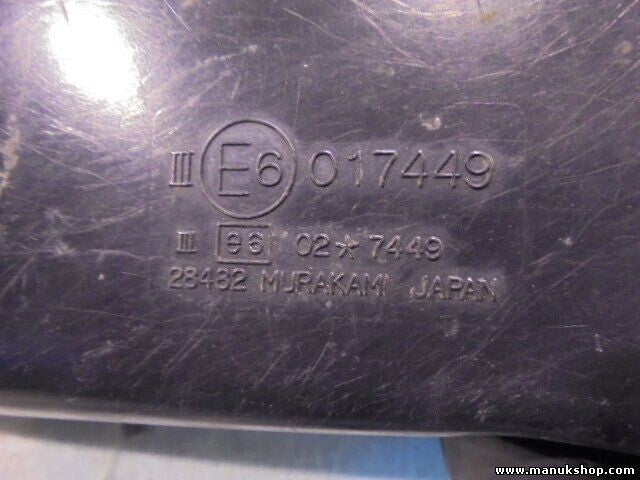 III E6 017449
III e6 02*7449
28482 MURAKAMI JAPAN
www.manukshop.com